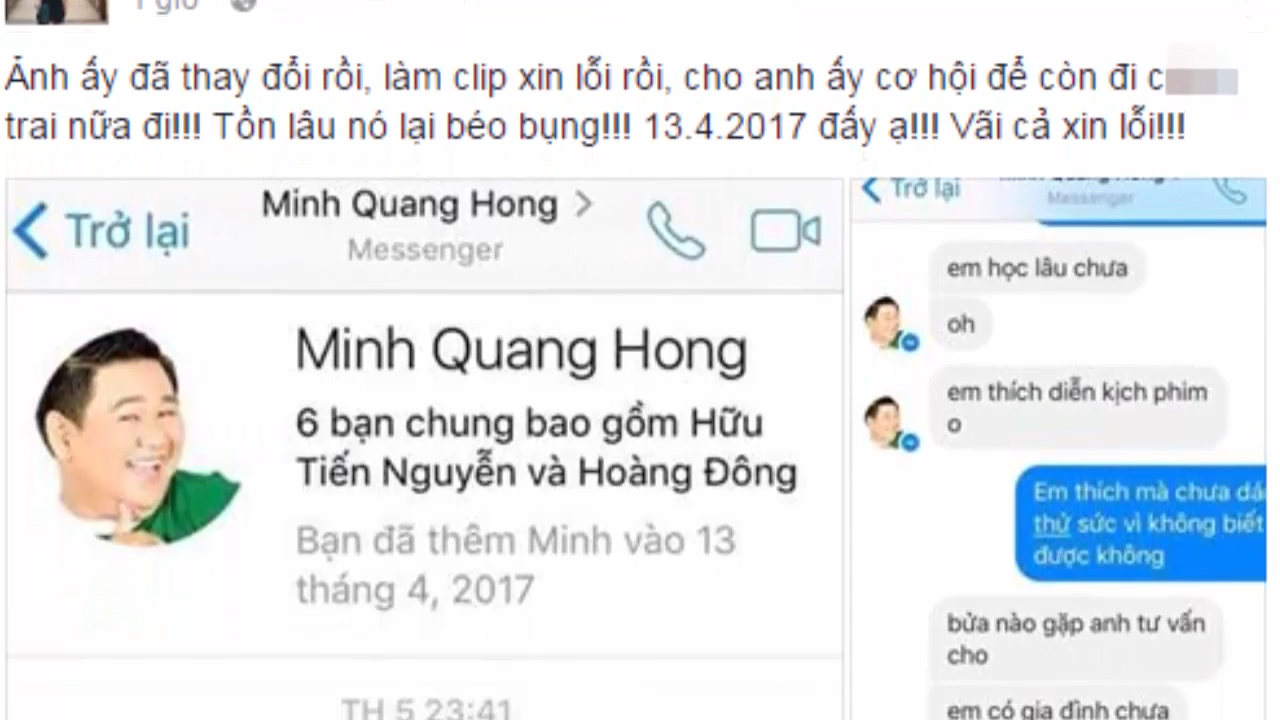 1 giờ
Ảnh ấy đã thay đổi rồi, làm clip xin lỗi rồi, cho anh ấy cơ hội để còn đi c
trai nữa đi!!! Tồn lâu nó lại béo bụng!!! 13.4.2017 đấy ạ!!! Vãi cả xin lỗi!!!
Trở lại
Minh Quang Hong
Messenger
Minh Quang Hong
6 bạn chung bao gồm Hữu
Tiến Nguyễn và Hoàng Đông
Bạn đã thêm Minh vào 13
tháng 4, 2017
TH 5 23:41
Trở lại
Messenger
em học lâu chưa
oh
em thích diễn kịch phim
o
Em thích mà chưa
thử sức vì không biết
được không
bửa nào gặp anh tư vấn
cho
em có gia đình chưa